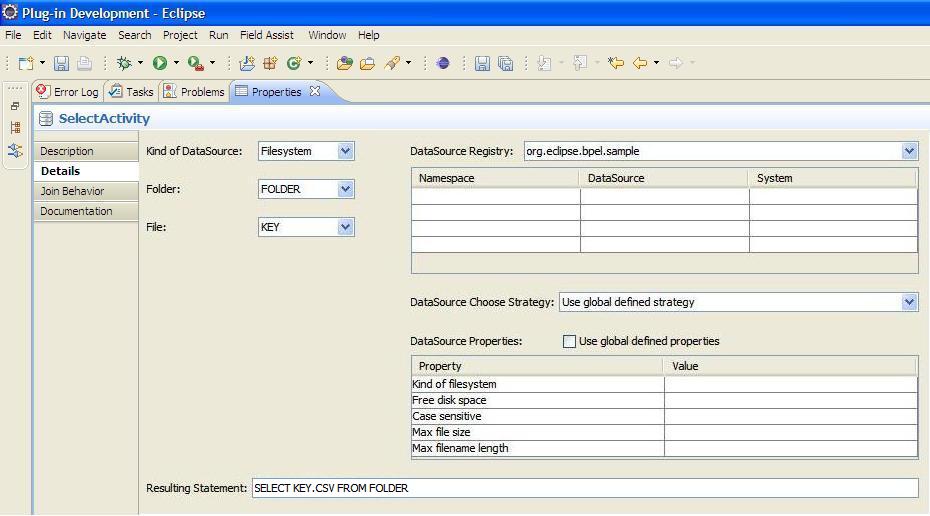 Plug-in Development - Eclipse
File Edit Navigate Search Project Run Field Assist Window Help
Error Log Tasks Problems Properties
SelectActivity
Description
Details
Join Behavior
Documentation
Kind of DataSource: Filesystem
Folder: FOLDER
File: KEY
DataSource Registry: org.eclipse.bpel.sample
Namespace DataSource System
DataSource Choose Strategy: Use global defined strategy
DataSource Properties: Use global defined properties
Property Value
Kind of filesystem
Free disk space
Case sensitive
Max file size
Max filename length
Resulting Statement: SELECT KEY.CSV FROM FOLDER